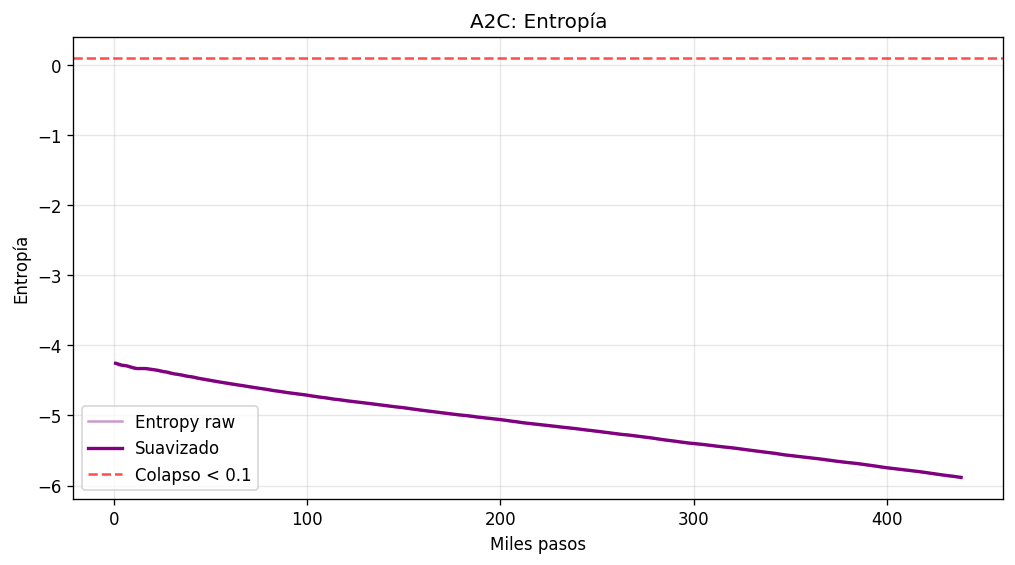 A2C: Entropía
Entropía
0
−1
−2
−3
−4
−5
−6
Entropy raw
Suavizado
Colapso < 0.1
0
100
200
300
400
Miles pasos